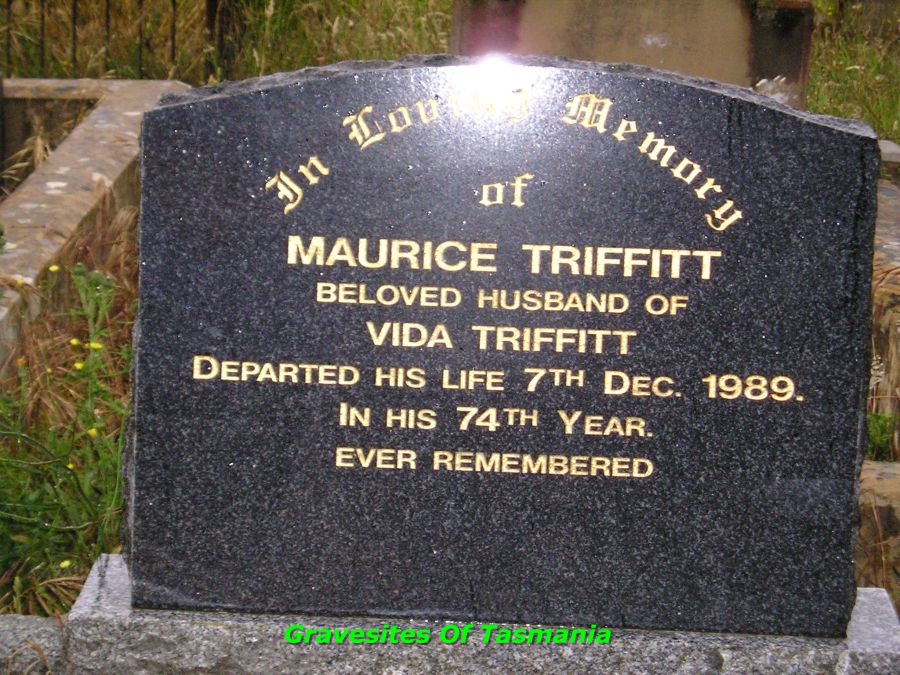 In Loving Memory
of
MAURICE TRIFFITT
BELOVED HUSBAND OF
VIDA TRIFFITT
DEPARTED HIS LIFE 7TH DEC. 1989.
IN HIS 74TH YEAR.
EVER REMEMBERED
Gravesites Of Tasmania